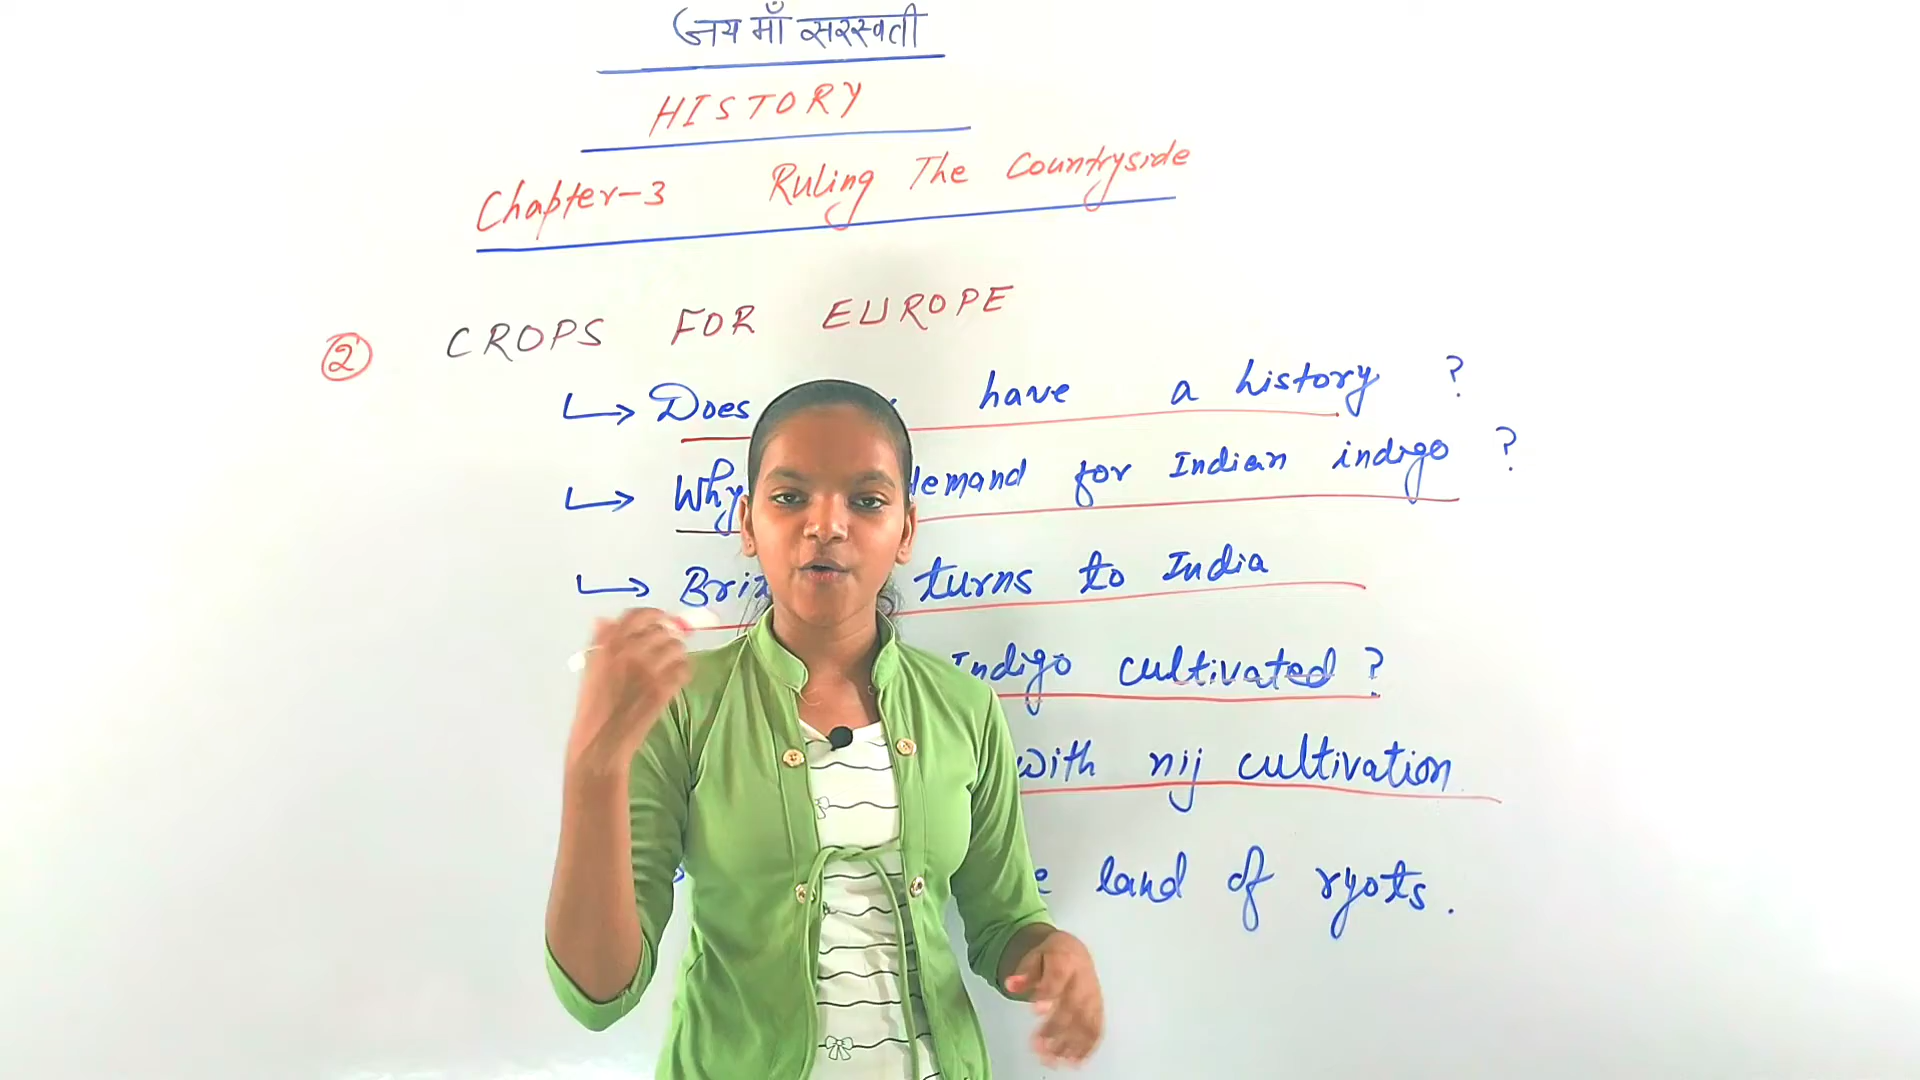 जय माँ सरस्वती
HISTORY
Chapter-3 Ruling The Countryside
② CROPS FOR EUROPE
↳ Does have a history ?
↳ Why demand for Indian indigo ?
↳ turns to India
Indigo cultivated ?
with nij cultivation
land of ryots.